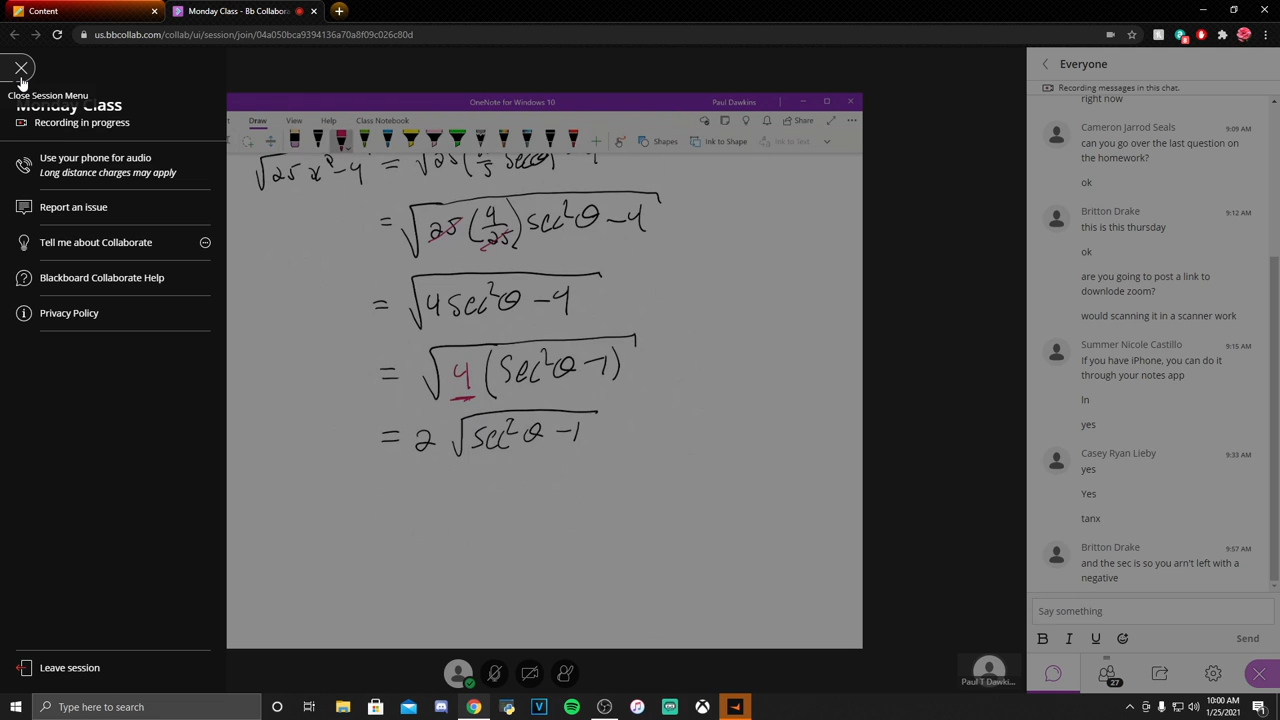 Content
Monday Class - Bb Collabora
us.bbcollab.com/collab/ui/session/join/04a050bca9394136a70a8f09c026c80d
Close Session Menu
Monday Class
Recording in progress
Use your phone for audio
Long distance charges may apply
Report an issue
Tell me about Collaborate
Blackboard Collaborate Help
Privacy Policy
Leave session
OneNote for Windows 10
Paul Dawkins
Draw View Help Class Notebook
Share
Shapes Ink to Shape Ink to Text
√25x²-4 = √25(
= √25(4/25)sec²θ-4
= √4sec²θ-4
= √4(sec²θ-1)
= 2√sec²θ-1
Paul T Dawki...
Everyone
Recording messages in this chat.
right now
Cameron Jarrod Seals 9:09 AM
can you go over the last question on
the homework?
ok
Britton Drake 9:12 AM
this is this thursday
ok
are you going to post a link to
downlode zoom?
would scanning it in a scanner work
Summer Nicole Castillo 9:15 AM
If you have iPhone, you can do it
through your notes app
ln
yes
Casey Ryan Lieby 9:33 AM
yes
Yes
tanx
Britton Drake 9:57 AM
and the sec is so you arn't left with a
negative
Say something
B I U Send
27
Type here to search
10:00 AM
1/25/2021